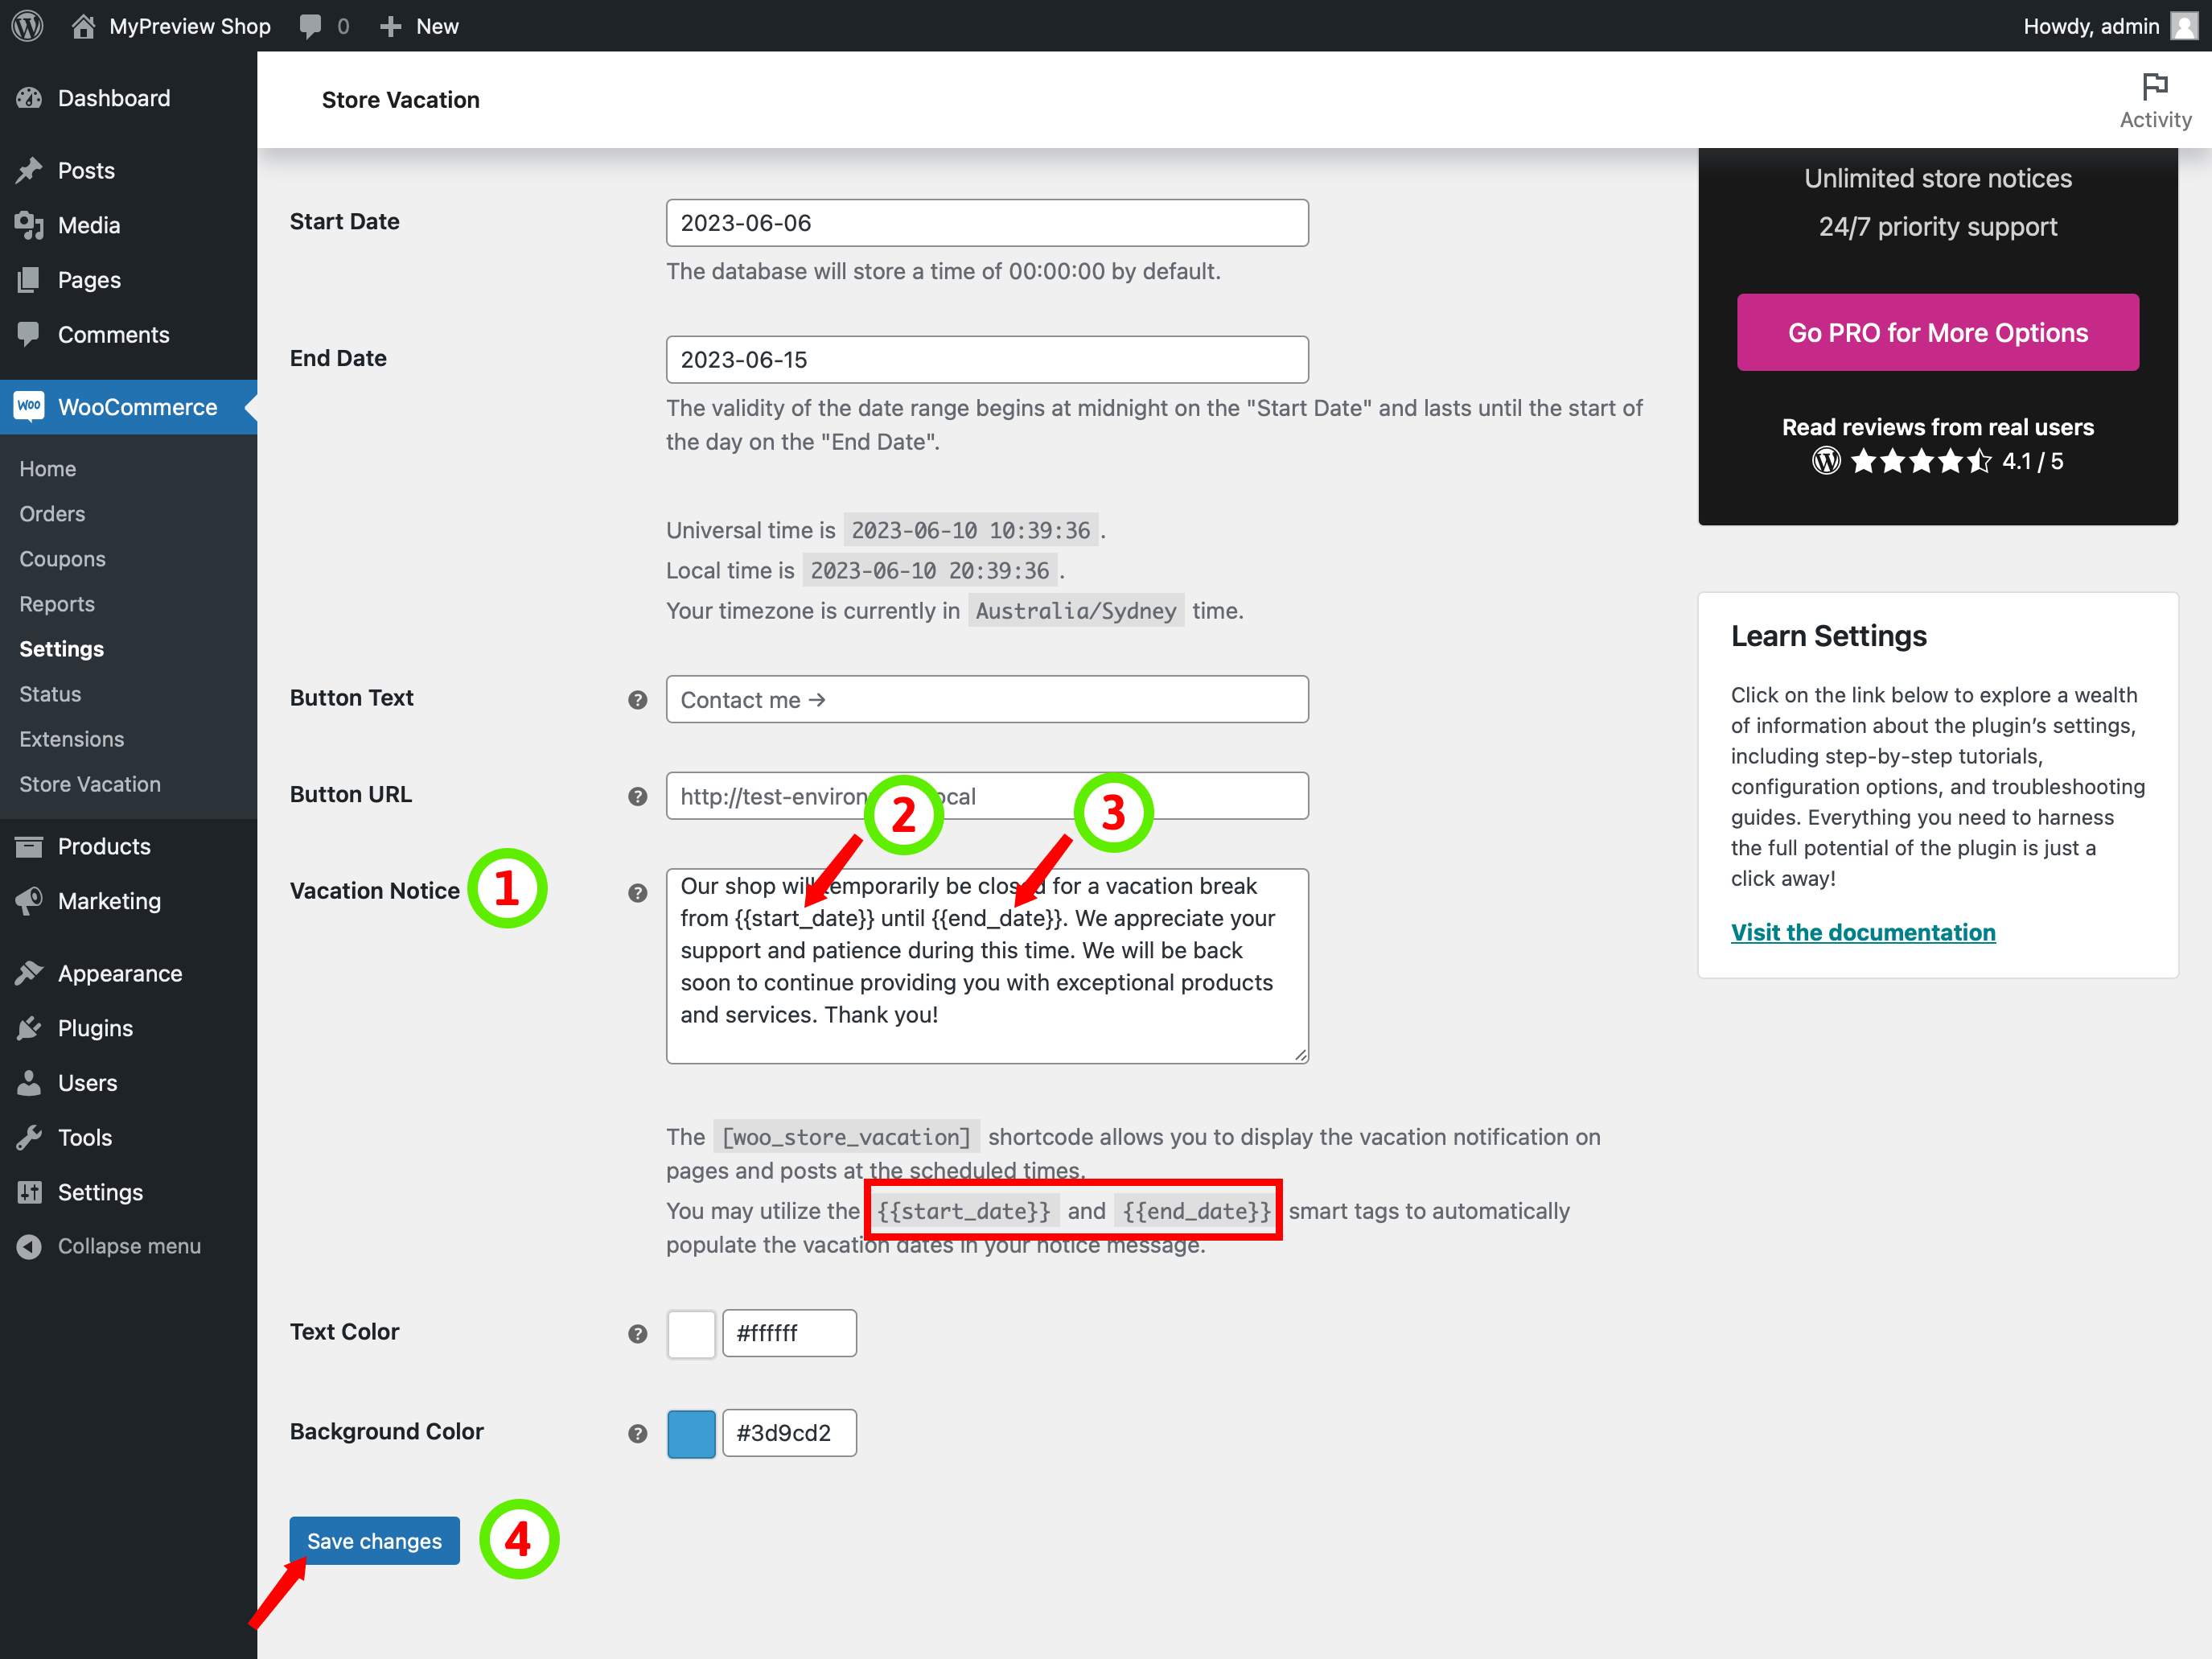 MyPreview Shop
0
New
Howdy, admin
Dashboard
Posts
Media
Pages
Comments
Woo
WooCommerce
Home
Orders
Coupons
Reports
Settings
Status
Extensions
Store Vacation
Products
Marketing
Appearance
Plugins
Users
Tools
Settings
Collapse menu
Store Vacation
Activity
Start Date
2023-06-06
The database will store a time of 00:00:00 by default.
End Date
2023-06-15
The validity of the date range begins at midnight on the "Start Date" and lasts until the start of
the day on the "End Date".
Universal time is 2023-06-10 10:39:36.
Local time is 2023-06-10 20:39:36.
Your timezone is currently in Australia/Sydney time.
Button Text
Contact me →
Button URL
http://test-environ ocal
2
3
Vacation Notice
1
Our shop will temporarily be closed for a vacation break
from {{start_date}} until {{end_date}}. We appreciate your
support and patience during this time. We will be back
soon to continue providing you with exceptional products
and services. Thank you!
The [woo_store_vacation] shortcode allows you to display the vacation notification on
pages and posts at the scheduled times.
You may utilize the {{start_date}} and {{end_date}} smart tags to automatically
populate the vacation dates in your notice message.
Text Color
#ffffff
Background Color
#3d9cd2
Save changes
4
Unlimited store notices
24/7 priority support
Go PRO for More Options
Read reviews from real users
4.1 / 5
Learn Settings
Click on the link below to explore a wealth
of information about the plugin’s settings,
including step-by-step tutorials,
configuration options, and troubleshooting
guides. Everything you need to harness
the full potential of the plugin is just a
click away!
Visit the documentation